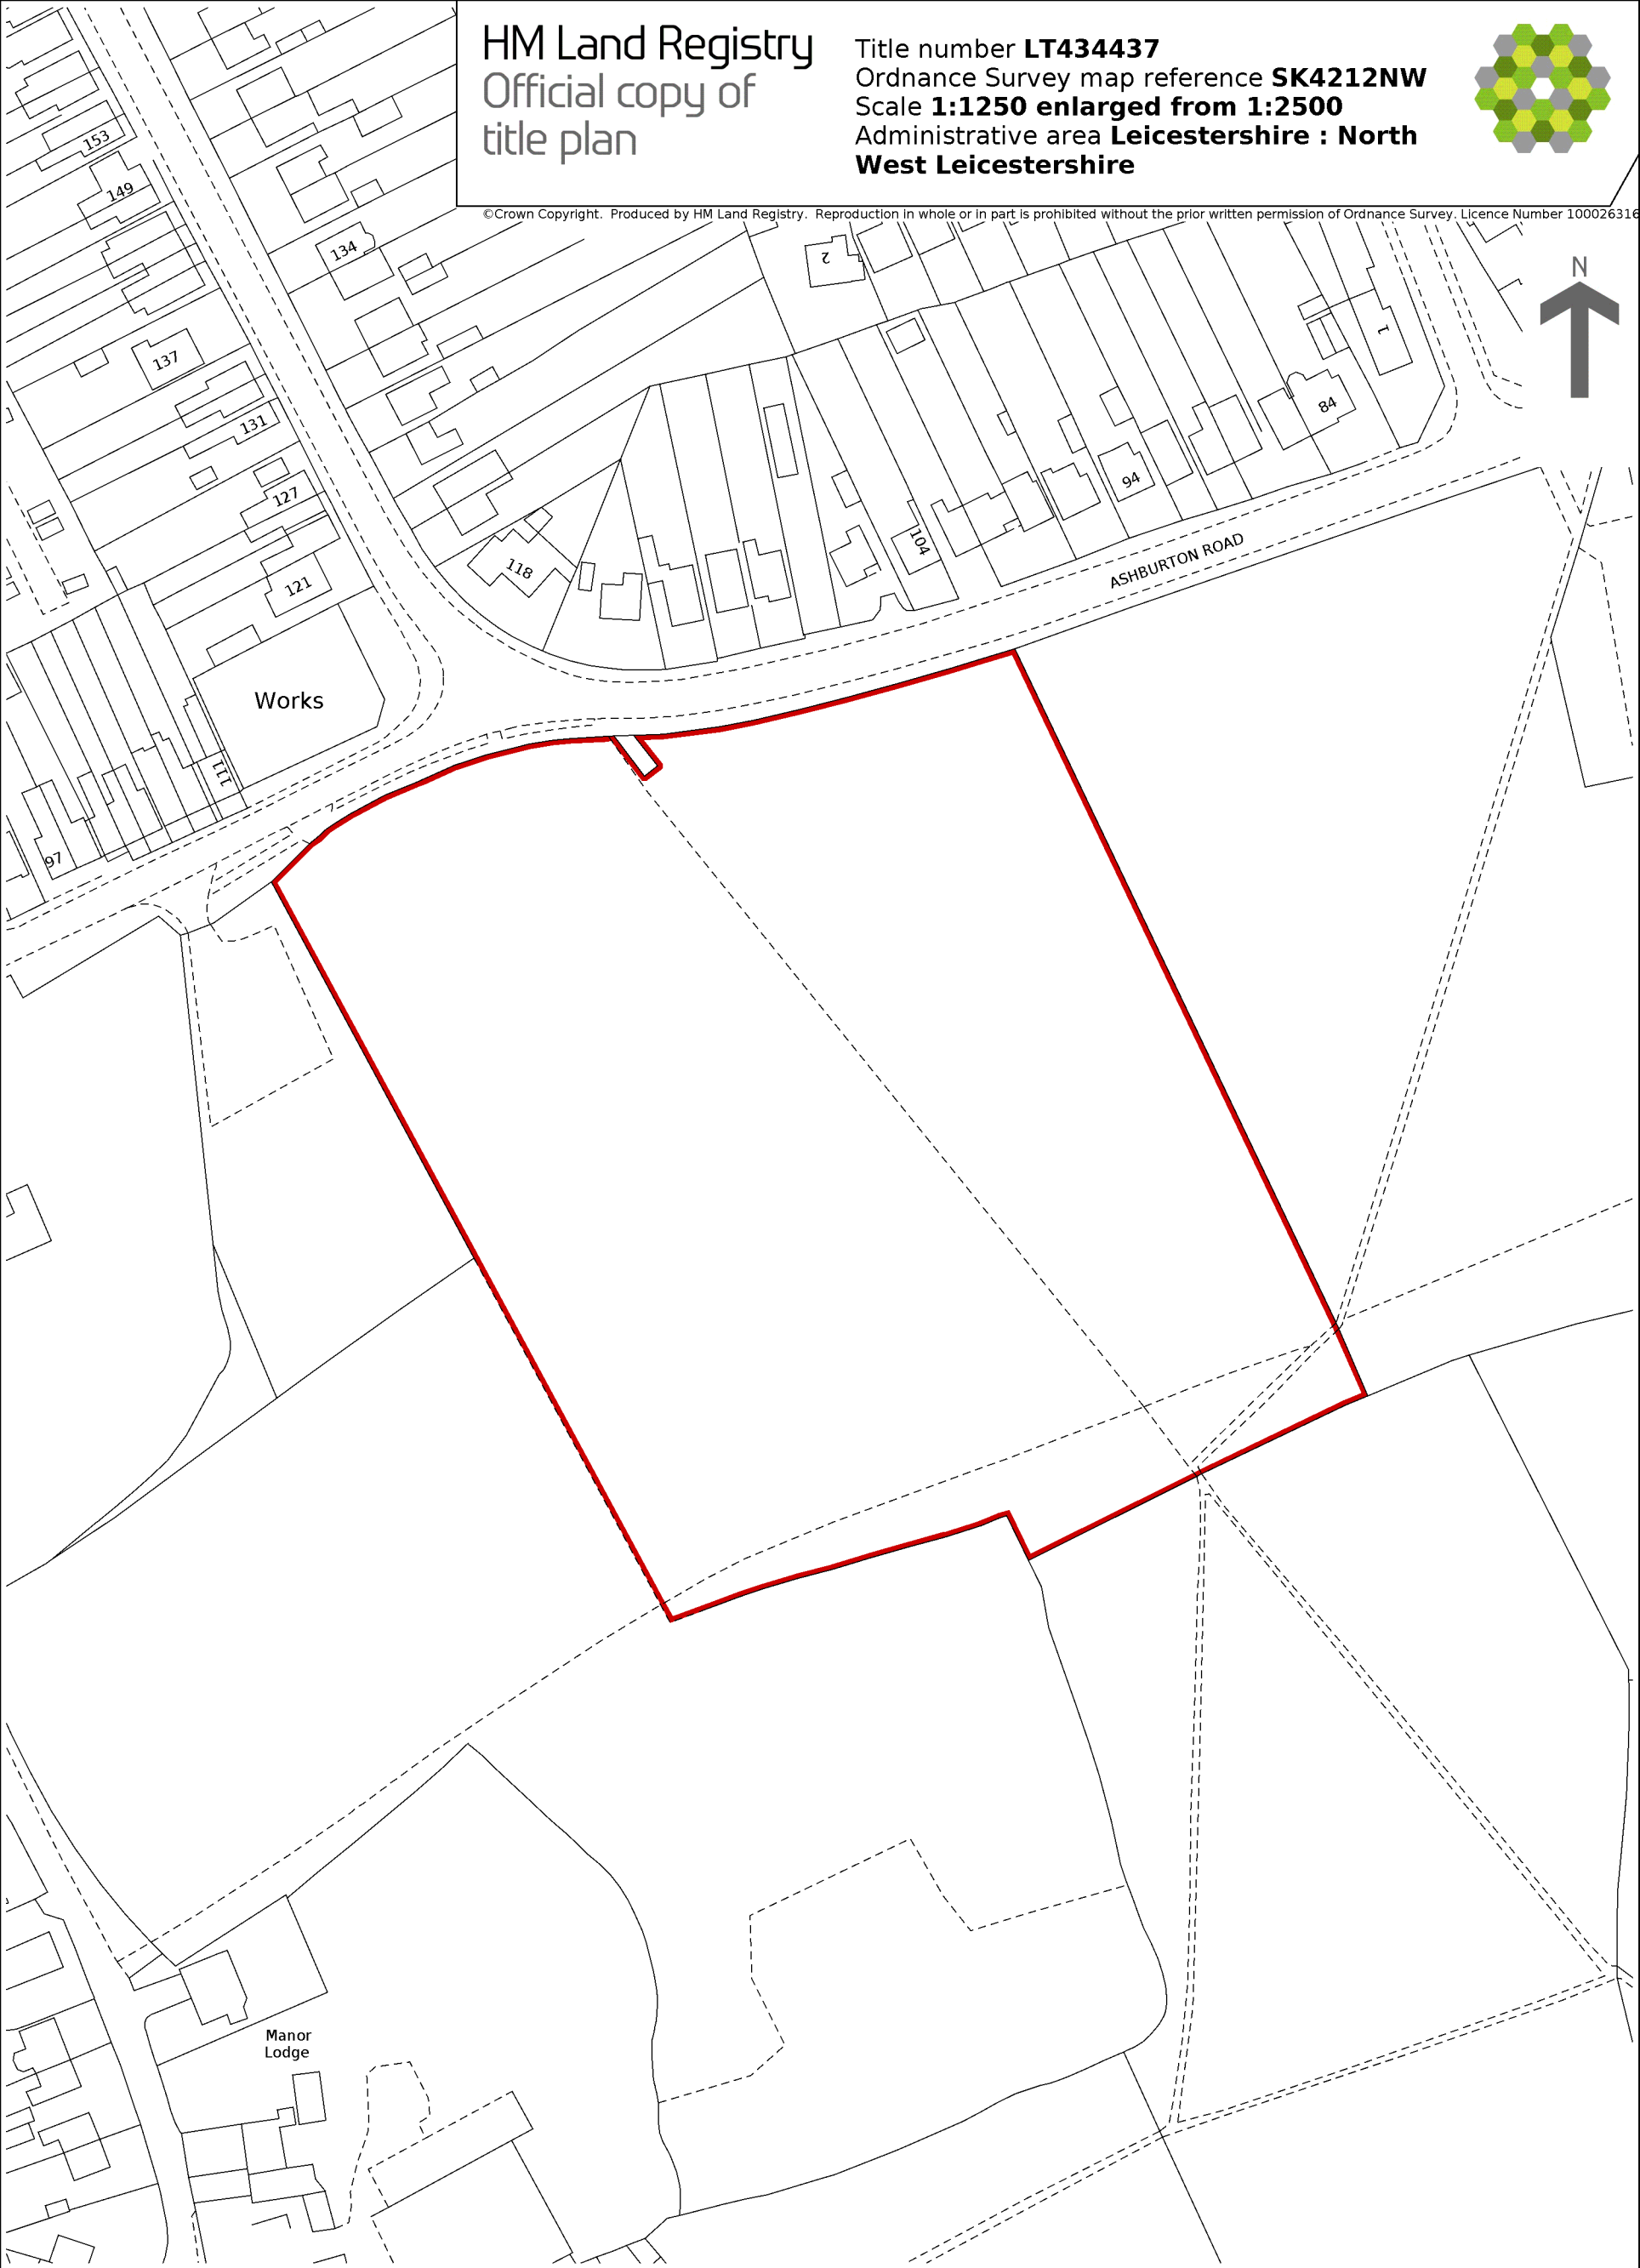 HM Land Registry
Official copy of
title plan
Title number LT434437
Ordnance Survey map reference SK4212NW
Scale 1:1250 enlarged from 1:2500
Administrative area Leicestershire : North
West Leicestershire
©Crown Copyright. Produced by HM Land Registry. Reproduction in whole or in part is prohibited without the prior written permission of Ordnance Survey. Licence Number 100026316
N
153
149
134
2
137
1
131
84
127
94
118
104
121
ASHBURTON ROAD
Works
111
97
Manor
Lodge